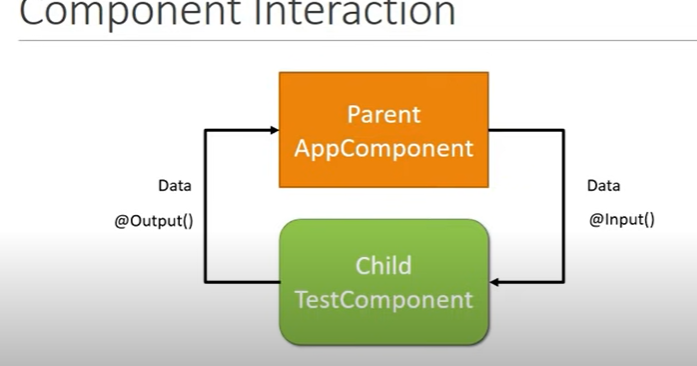 Component Interaction
Parent
AppComponent
Data
@Output()
Data
@Input()
Child
TestComponent